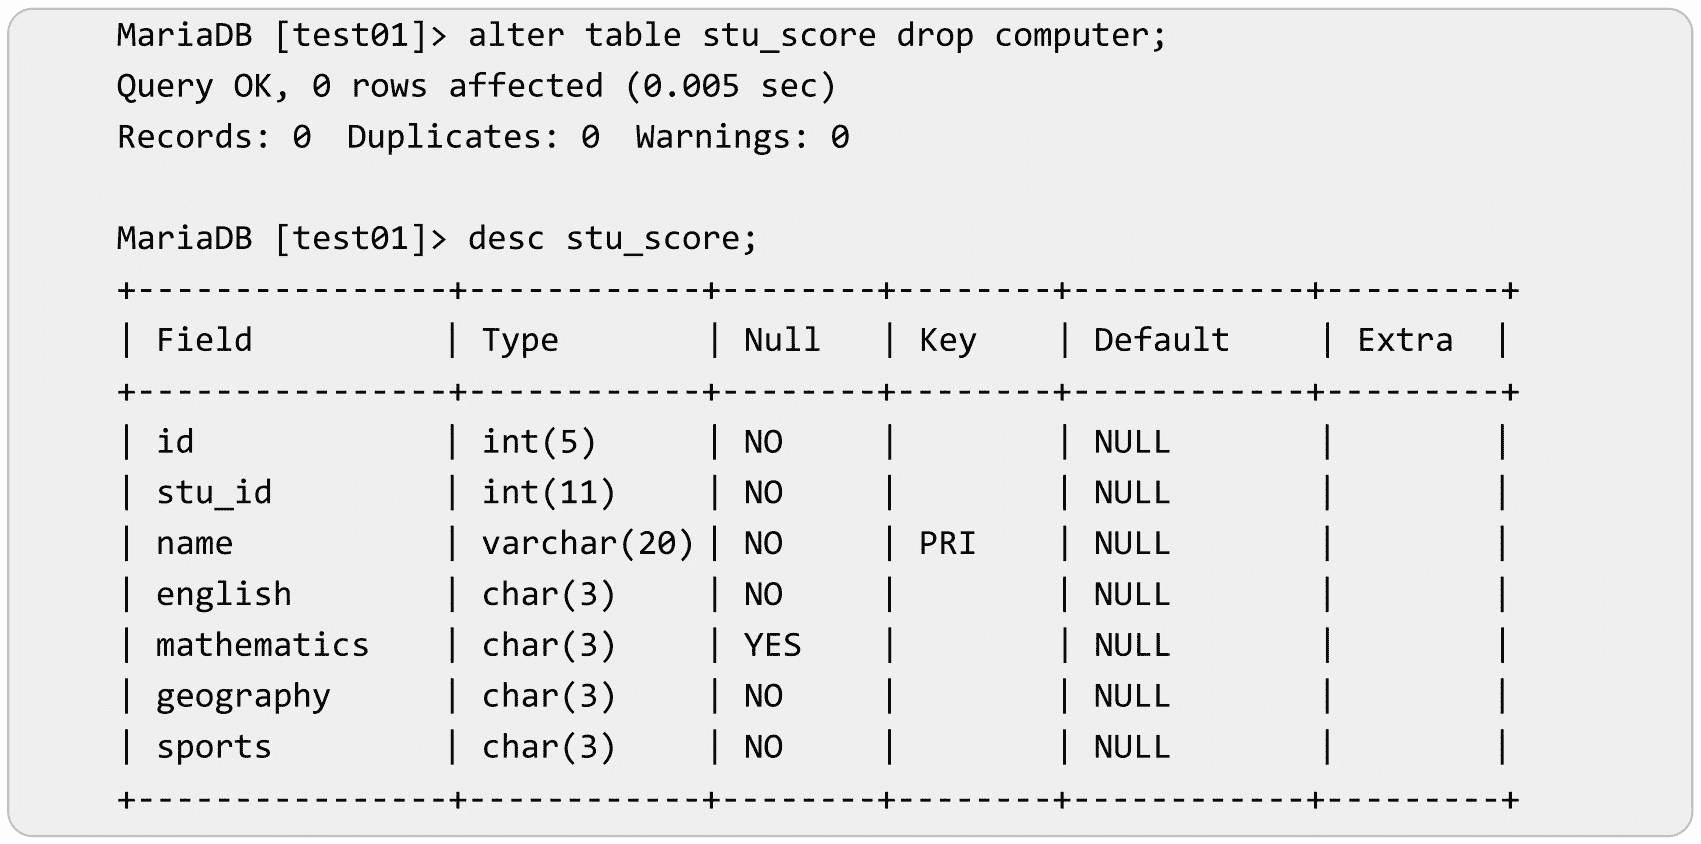 MariaDB [test01]> alter table stu_score drop computer;
Query OK, 0 rows affected (0.005 sec)
Records: 0  Duplicates: 0  Warnings: 0

MariaDB [test01]> desc stu_score;
+----------------+------------+--------+--------+------------+---------+
| Field          | Type       | Null   | Key    | Default    | Extra  |
+----------------+------------+--------+--------+------------+---------+
| id             | int(5)     | NO     |        | NULL       |        |
| stu_id         | int(11)    | NO     |        | NULL       |        |
| name           | varchar(20)| NO     | PRI    | NULL       |        |
| english        | char(3)    | NO     |        | NULL       |        |
| mathematics    | char(3)    | YES    |        | NULL       |        |
| geography      | char(3)    | NO     |        | NULL       |        |
| sports         | char(3)    | NO     |        | NULL       |        |
+----------------+------------+--------+--------+------------+---------+